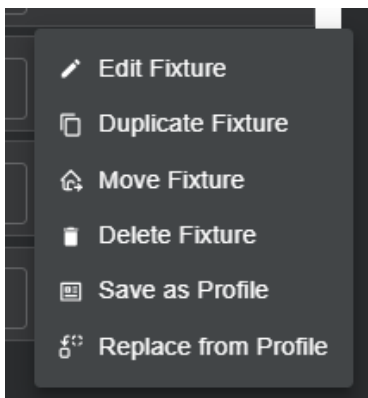 Edit Fixture
Duplicate Fixture
Move Fixture
Delete Fixture
Save as Profile
Replace from Profile